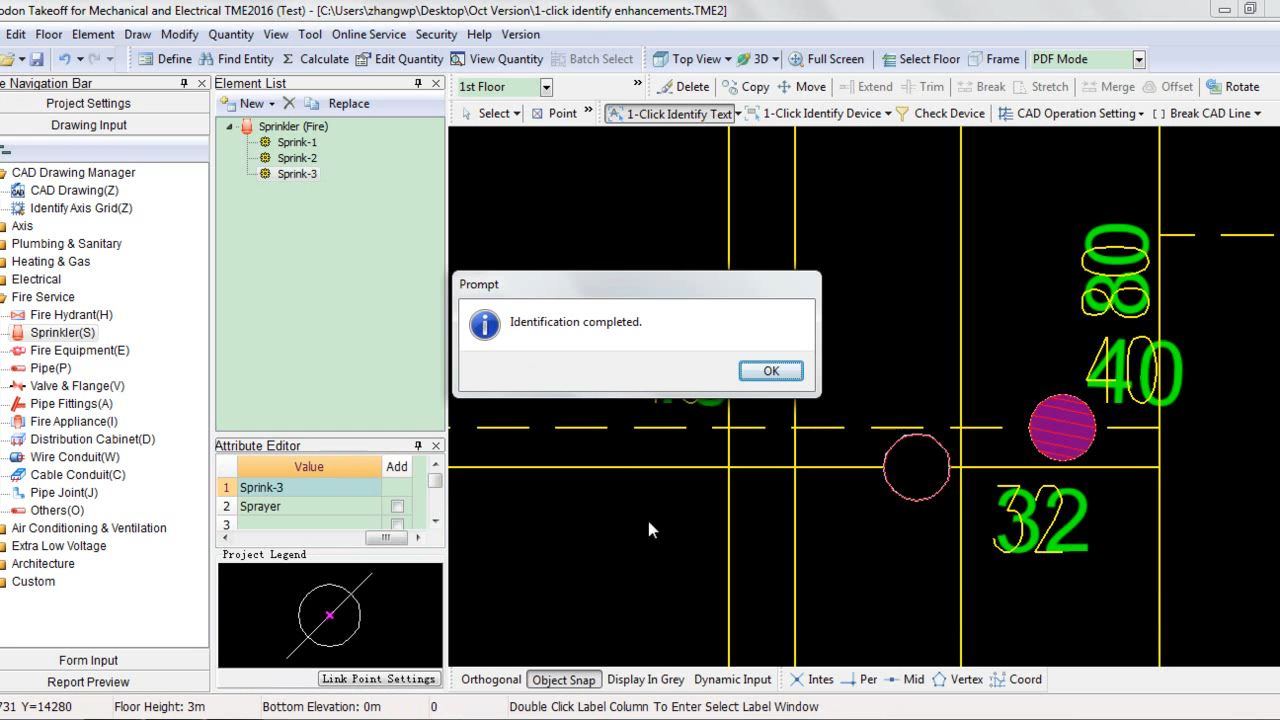 odon Takeoff for Mechanical and Electrical TME2016 (Test) - [C:\Users\zhangwp\Desktop\Oct Version\1-click identify enhancements.TME2]
Edit Floor Element Draw Modify Quantity View Tool Online Service Security Help Version
Define Find Entity Σ Calculate Edit Quantity View Quantity Batch Select Top View 3D Full Screen Select Floor Frame PDF Mode
e Navigation Bar
Project Settings
Drawing Input
CAD Drawing Manager
CAD Drawing(Z)
Identify Axis Grid(Z)
Axis
Plumbing & Sanitary
Heating & Gas
Electrical
Fire Service
Fire Hydrant(H)
Sprinkler(S)
Fire Equipment(E)
Pipe(P)
Valve & Flange(V)
Pipe Fittings(A)
Fire Appliance(I)
Distribution Cabinet(D)
Wire Conduit(W)
Cable Conduit(C)
Pipe Joint(J)
Others(O)
Air Conditioning & Ventilation
Extra Low Voltage
Architecture
Custom
Form Input
Report Preview
Element List
New Replace
Sprinkler (Fire)
Sprink-1
Sprink-2
Sprink-3
Attribute Editor
Value Add
1 Sprink-3
2 Sprayer
3
Project Legend
Link Point Settings
1st Floor » Delete Copy Move Extend Trim Break Stretch Merge Offset Rotate
Select Point » 1-Click Identify Text 1-Click Identify Device Check Device CAD Operation Setting Break CAD Line
80
40
32
Prompt
Identification completed.
OK
Orthogonal Object Snap Display In Grey Dynamic Input Intes Per Mid Vertex Coord
731 Y=14280 Floor Height: 3m Bottom Elevation: 0m 0 Double Click Label Column To Enter Select Label Window